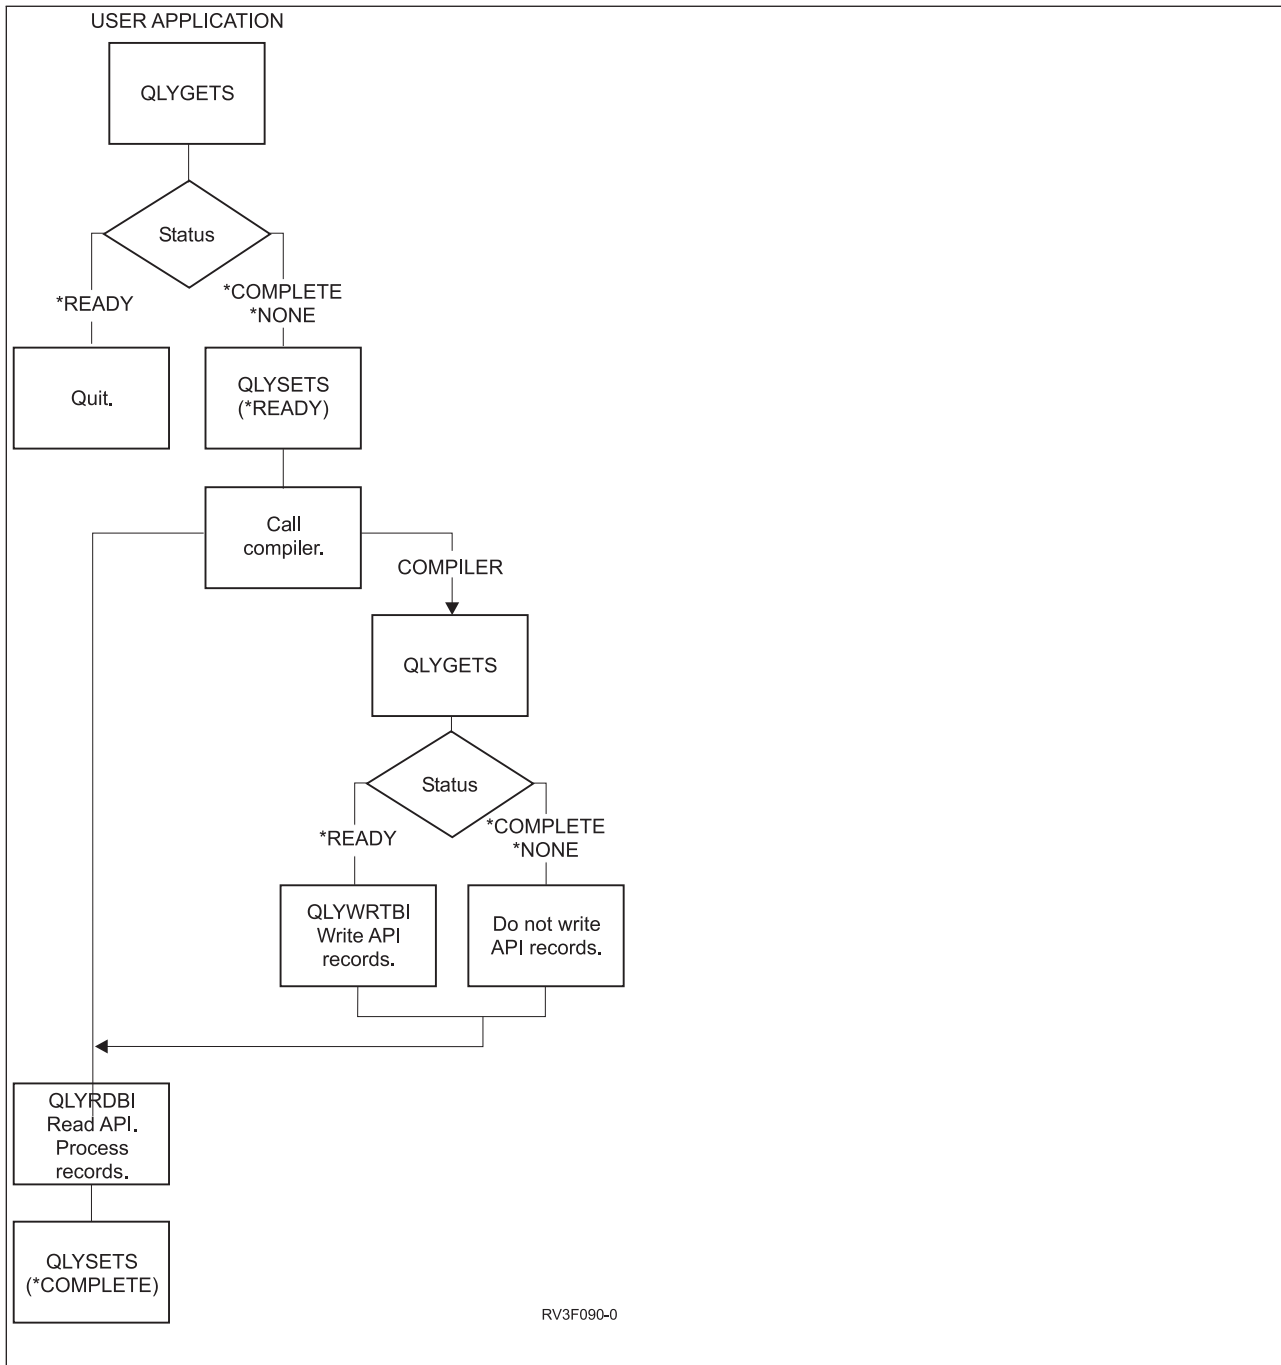 USER APPLICATION
QLYGETS
Status
*READY
*COMPLETE
*NONE
Quit.
QLYSETS
(*READY)
Call
compiler.
COMPILER
QLYGETS
Status
*READY
*COMPLETE
*NONE
QLYWRTBI
Write API
records.
Do not write
API records.
QLYRDBI
Read API.
Process
records.
QLYSETS
(*COMPLETE)
RV3F090-0